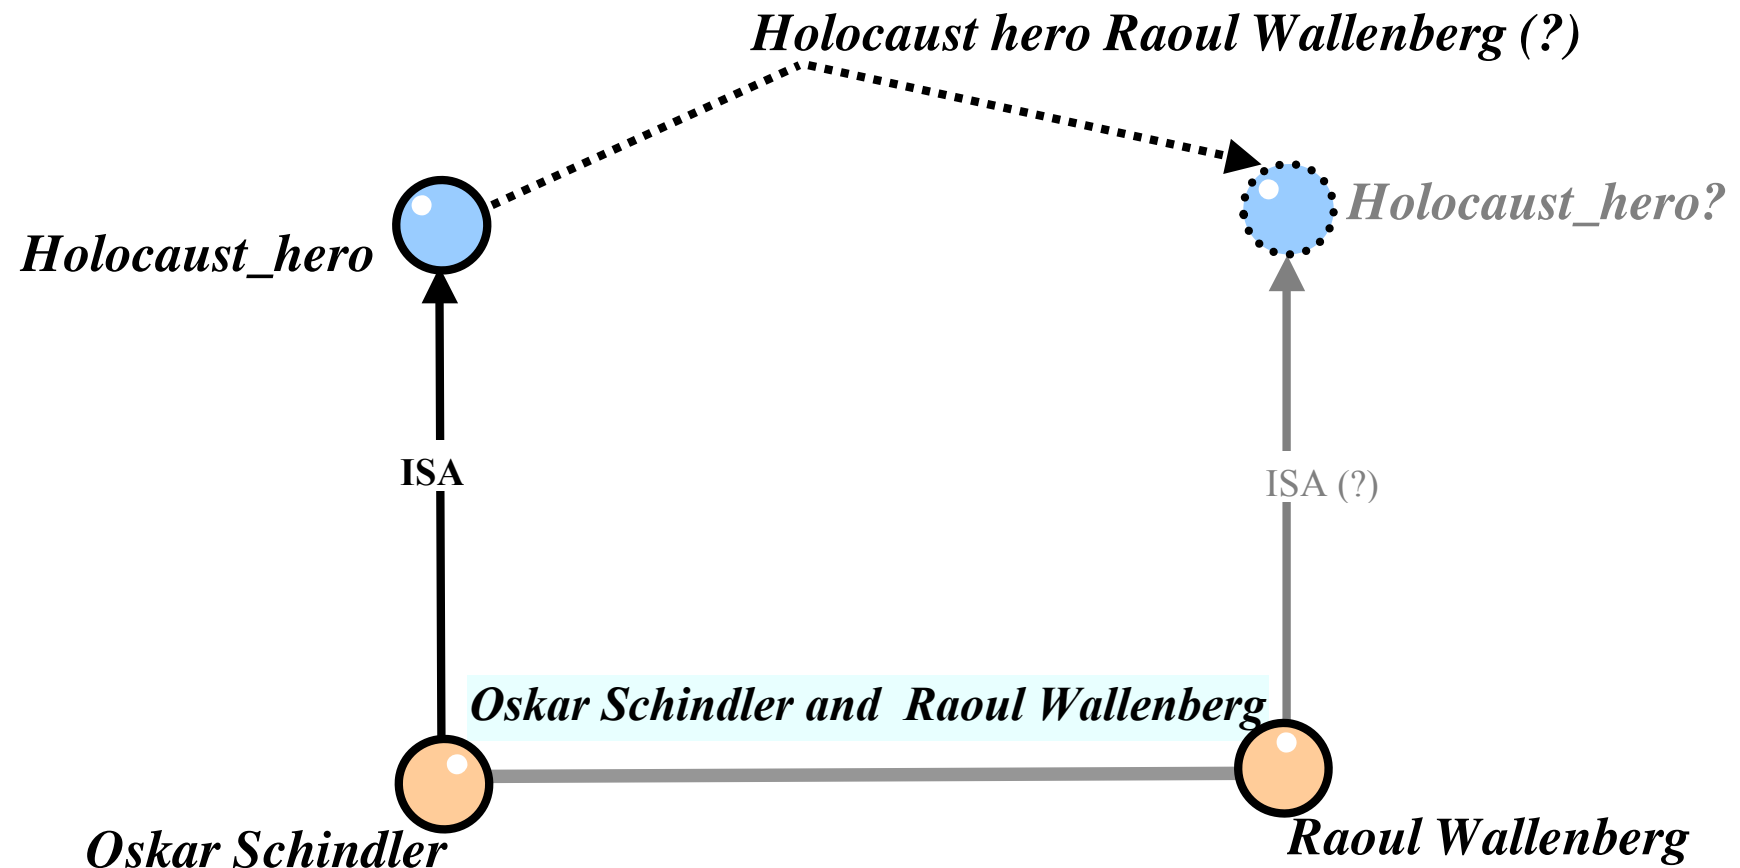 Holocaust hero Raoul Wallenberg (?)
Holocaust_hero
Holocaust_hero?
ISA
ISA (?)
Oskar Schindler and Raoul Wallenberg
Oskar Schindler
Raoul Wallenberg